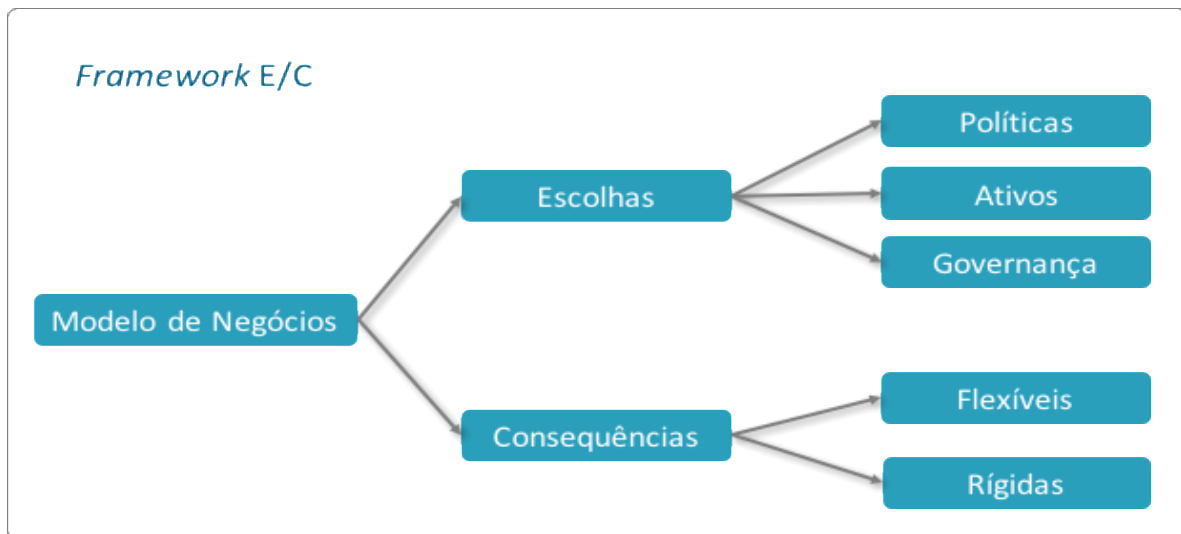 Framework E/C
Políticas
Escolhas
Ativos
Governança
Modelo de Negócios
Flexíveis
Consequências
Rígidas